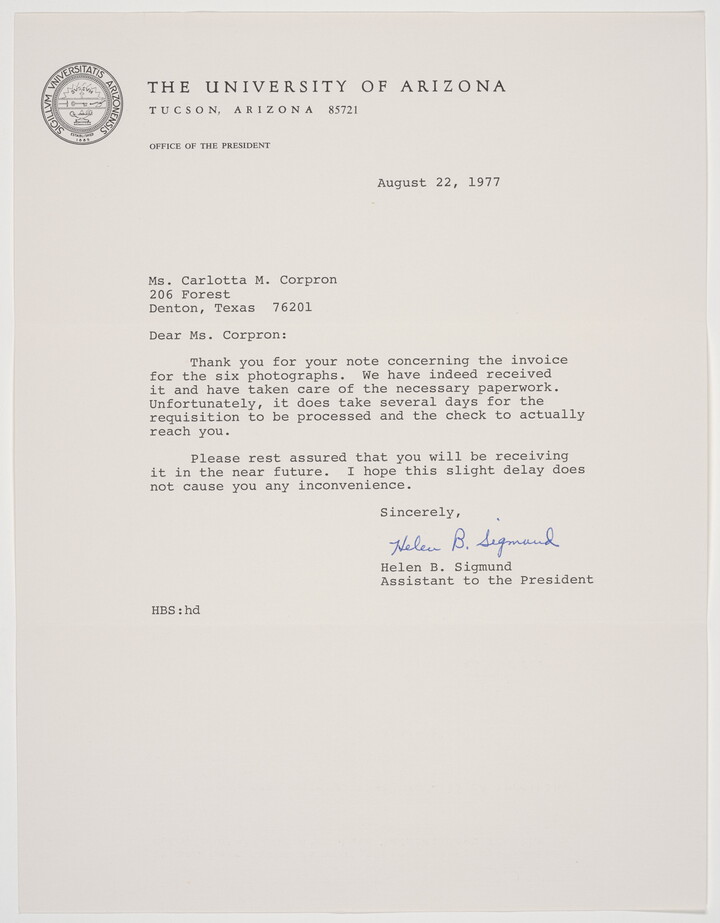 SIGILLVM VNIVERSITATIS ARIZONENSIS
ESTABLISHED
1885
THE UNIVERSITY OF ARIZONA
TUCSON, ARIZONA 85721
OFFICE OF THE PRESIDENT
August 22, 1977
Ms. Carlotta M. Corpron
206 Forest
Denton, Texas 76201
Dear Ms. Corpron:
Thank you for your note concerning the invoice
for the six photographs. We have indeed received
it and have taken care of the necessary paperwork.
Unfortunately, it does take several days for the
requisition to be processed and the check to actually
reach you.
Please rest assured that you will be receiving
it in the near future. I hope this slight delay does
not cause you any inconvenience.
Sincerely,
Helen B. Sigmund
Helen B. Sigmund
Assistant to the President
HBS:hd